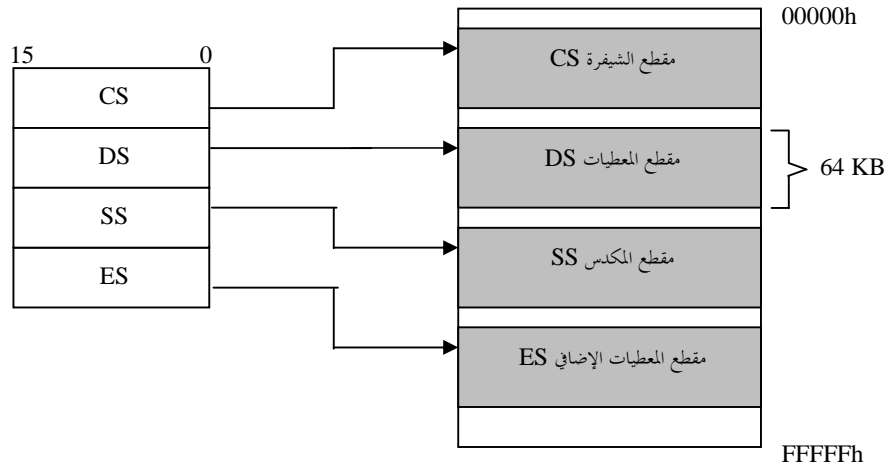 00000h
15 0
CS
DS
SS
ES
مقطع الشيفرة CS
مقطع المعطيات DS
64 KB
مقطع المكدس SS
مقطع المعطيات الإضافي ES
FFFFFh